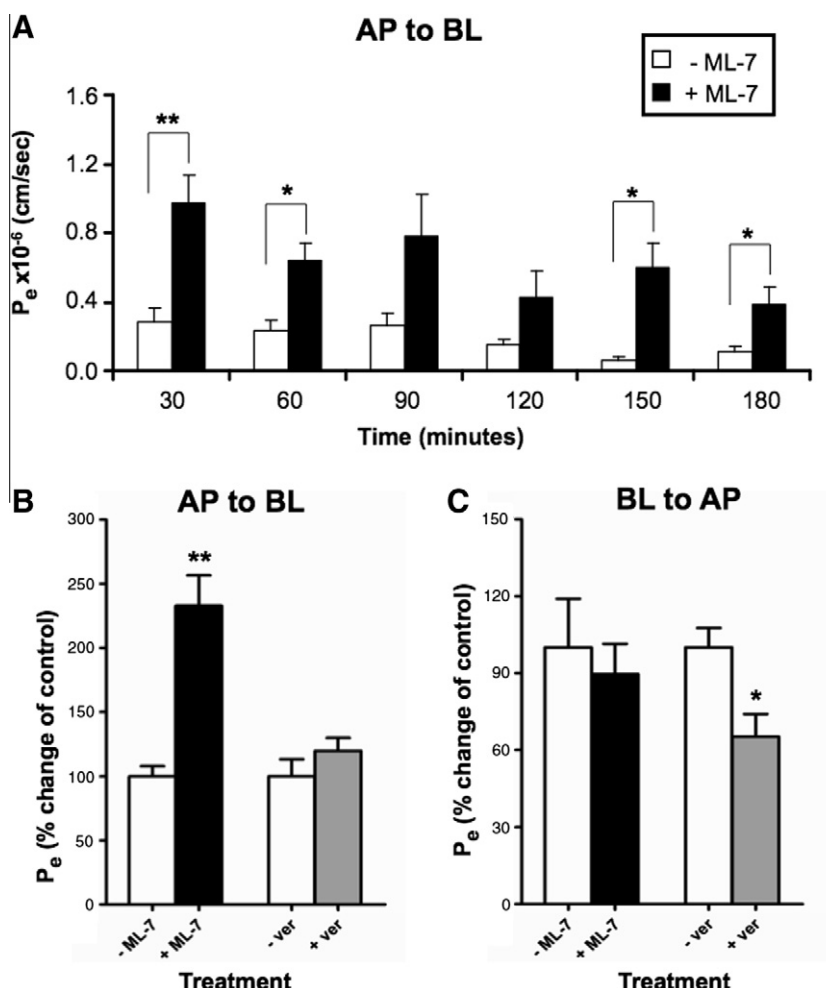 A
AP to BL
- ML-7
+ ML-7
P_e x10⁻⁶ (cm/sec)
1.6
1.2
0.8
0.4
0.0
**
*
*
*
30 60 90 120 150 180
Time (minutes)
B
AP to BL
P_e (% change of control)
300
250
200
150
100
50
0
**
- ML-7
+ ML-7
- ver
+ ver
Treatment
C
BL to AP
P_e (% change of control)
150
120
90
60
30
0
*
- ML-7
+ ML-7
- ver
+ ver
Treatment